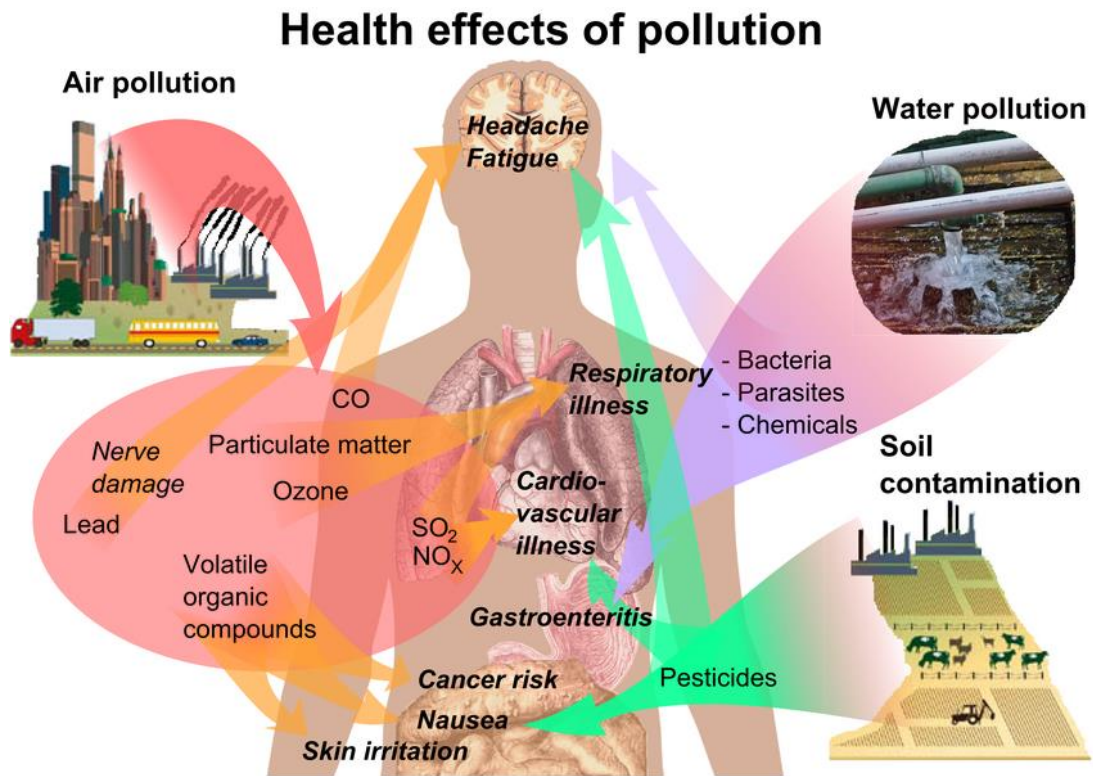 Health effects of pollution
Air pollution
Water pollution
Headache
Fatigue
CO
Particulate matter
Nerve
damage
Ozone
Lead
SO₂
NOₓ
Volatile
organic
compounds
Respiratory
illness
Cardio-
vascular
illness
Gastroenteritis
Cancer risk
Nausea
Skin irritation
- Bacteria
- Parasites
- Chemicals
Soil
contamination
Pesticides